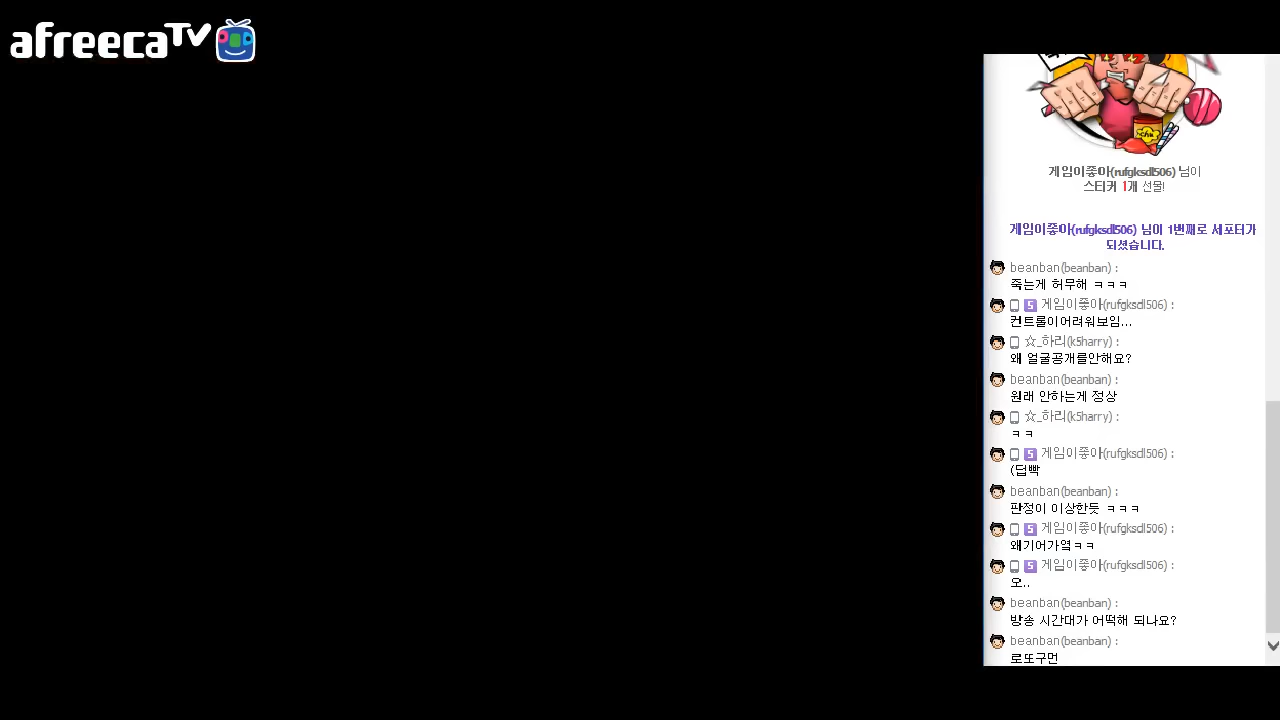 afreecaTV
게임이좋아(rufgksdl506) 님이
스티커 1개 선물!
게임이좋아(rufgksdl506) 님이 1번째로 서포터가
되셨습니다.
beanban(beanban) :
죽는게 허무해 ㅋㅋㅋ
5 게임이좋아(rufgksdl506) :
컨트롤이어려워보임...
☆_하리(k5harry) :
왜 얼굴공개를안해요?
beanban(beanban) :
원래 안하는게 정상
☆_하리(k5harry) :
ㅋㅋ
5 게임이좋아(rufgksdl506) :
(덥빡
beanban(beanban) :
판정이 이상한듯 ㅋㅋㅋ
5 게임이좋아(rufgksdl506) :
왜기어가옄ㅋㅋ
5 게임이좋아(rufgksdl506) :
오..
beanban(beanban) :
방송 시간대가 어떡해 되나요?
beanban(beanban) :
로또구먼